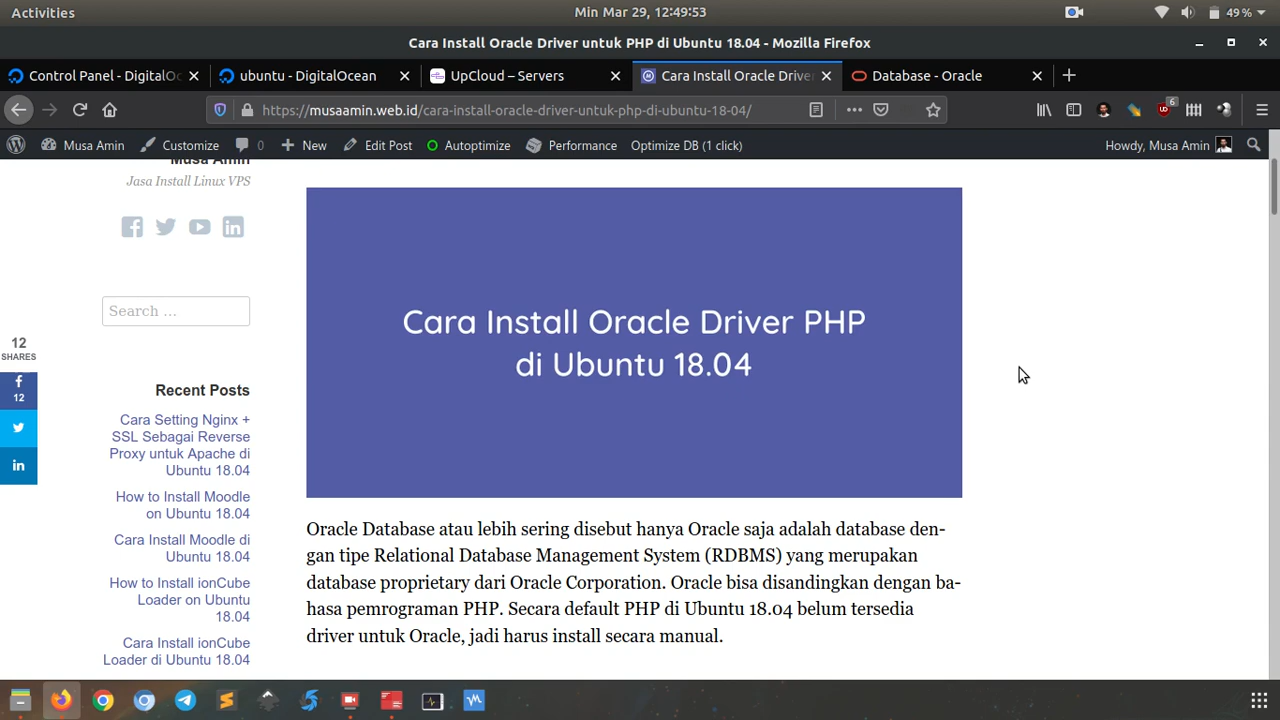 Activities
Min Mar 29, 12:49:53
49 %
Cara Install Oracle Driver untuk PHP di Ubuntu 18.04 - Mozilla Firefox
Control Panel - DigitalOc
ubuntu - DigitalOcean
UpCloud – Servers
Cara Install Oracle Driver
Database - Oracle
https://musaamin.web.id/cara-install-oracle-driver-untuk-php-di-ubuntu-18-04/
6
Musa Amin
Customize
0
New
Edit Post
Autoptimize
Performance
Optimize DB (1 click)
Howdy, Musa Amin
Musa Amin
Jasa Install Linux VPS
Search ...
12
SHARES
12
Recent Posts
Cara Setting Nginx +
SSL Sebagai Reverse
Proxy untuk Apache di
Ubuntu 18.04
How to Install Moodle
on Ubuntu 18.04
Cara Install Moodle di
Ubuntu 18.04
How to Install ionCube
Loader on Ubuntu
18.04
Cara Install ionCube
Loader di Ubuntu 18.04
Cara Install Oracle Driver PHP
di Ubuntu 18.04
Oracle Database atau lebih sering disebut hanya Oracle saja adalah database den-
gan tipe Relational Database Management System (RDBMS) yang merupakan
database proprietary dari Oracle Corporation. Oracle bisa disandingkan dengan ba-
hasa pemrograman PHP. Secara default PHP di Ubuntu 18.04 belum tersedia
driver untuk Oracle, jadi harus install secara manual.